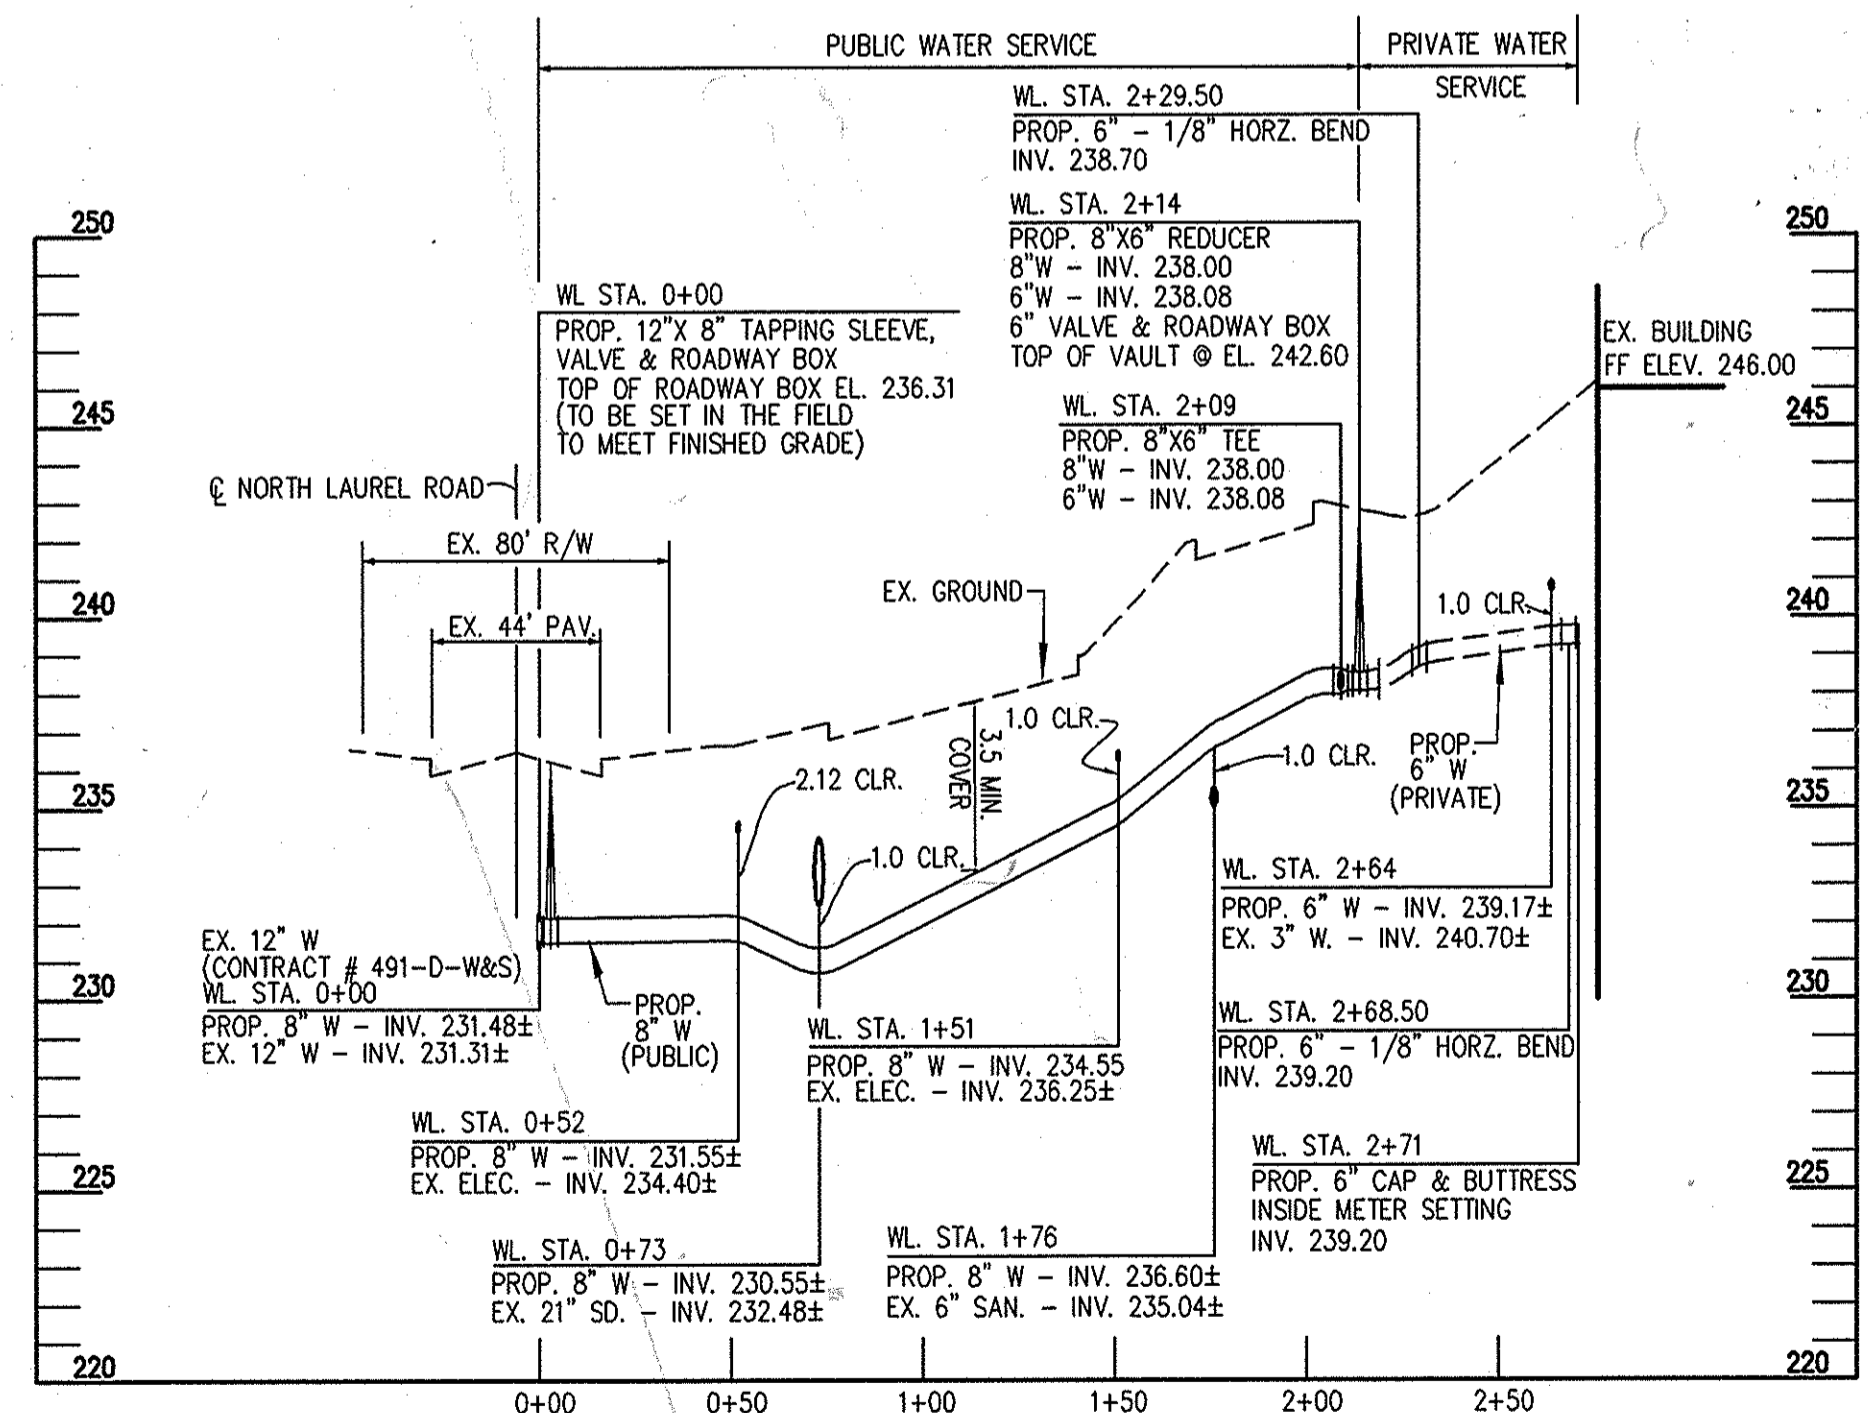 PUBLIC WATER SERVICE
PRIVATE WATER
SERVICE
WL. STA. 2+29.50
PROP. 6" - 1/8" HORZ. BEND
INV. 238.70
WL. STA. 2+14
PROP. 8"X6" REDUCER
8"W - INV. 238.00
6"W - INV. 238.08
6" VALVE & ROADWAY BOX
TOP OF VAULT @ EL. 242.60
250
250
WL STA. 0+00
PROP. 12"X 8" TAPPING SLEEVE,
VALVE & ROADWAY BOX
TOP OF ROADWAY BOX EL. 236.31
(TO BE SET IN THE FIELD
TO MEET FINISHED GRADE)
EX. BUILDING
FF ELEV. 246.00
WL. STA. 2+09
PROP. 8"X6" TEE
8"W - INV. 238.00
6"W - INV. 238.08
245
245
℄ NORTH LAUREL ROAD
EX. 80' R/W
EX. 44' PAV.
EX. GROUND
240
240
1.0 CLR.
1.0 CLR.
3.5 MIN.
COVER
2.12 CLR.
1.0 CLR.
1.0 CLR.
PROP.
6" W
(PRIVATE)
235
235
EX. 12" W
(CONTRACT # 491-D-W&S)
WL. STA. 0+00
PROP. 8" W - INV. 231.48±
EX. 12" W - INV. 231.31±
230
230
PROP.
8" W
(PUBLIC)
WL. STA. 1+51
PROP. 8" W - INV. 234.55
EX. ELEC. - INV. 236.25±
WL. STA. 2+64
PROP. 6" W - INV. 239.17±
EX. 3" W. - INV. 240.70±
WL. STA. 2+68.50
PROP. 6" - 1/8" HORZ. BEND
INV. 239.20
WL. STA. 0+52
PROP. 8" W - INV. 231.55±
EX. ELEC. - INV. 234.40±
225
225
WL. STA. 2+71
PROP. 6" CAP & BUTTRESS
INSIDE METER SETTING
INV. 239.20
WL. STA. 0+73
PROP. 8" W - INV. 230.55±
EX. 21" SD. - INV. 232.48±
WL. STA. 1+76
PROP. 8" W - INV. 236.60±
EX. 6" SAN. - INV. 235.04±
220
220
0+00 0+50 1+00 1+50 2+00 2+50